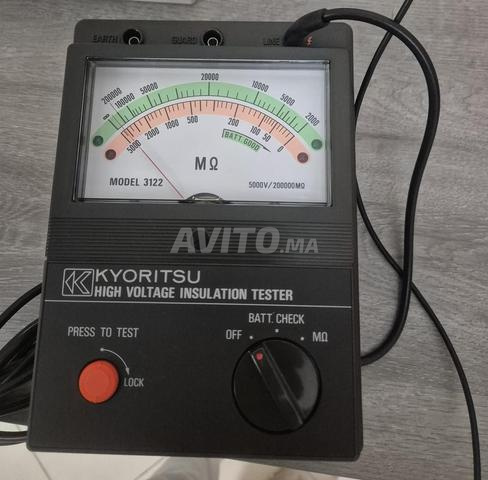 EARTH GUARD LINE
∞ 200000 100000 50000 20000 10000 5000 2000
5000 2000 1000 500 200 100 50 0
BATT. GOOD
MΩ
MODEL 3122 5000V/200000MΩ
AVITO.MA
KYORITSU
HIGH VOLTAGE INSULATION TESTER
PRESS TO TEST
LOCK
BATT. CHECK
OFF MΩ